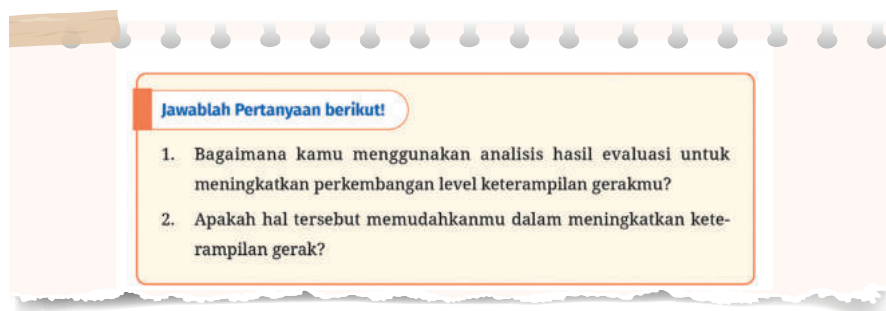 Jawablah Pertanyaan berikut!
1. Bagaimana kamu menggunakan analisis hasil evaluasi untuk
meningkatkan perkembangan level keterampilan gerakmu?
2. Apakah hal tersebut memudahkanmu dalam meningkatkan kete-
rampilan gerak?